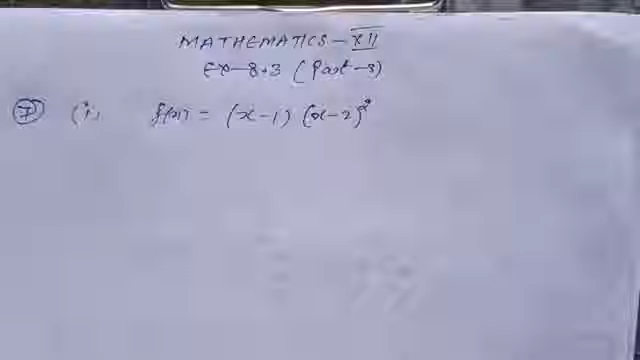 MATHEMATICS - XII
EX-8.3 (Part-3)
(7) (i) f(x) = (x-1) (x-2)²